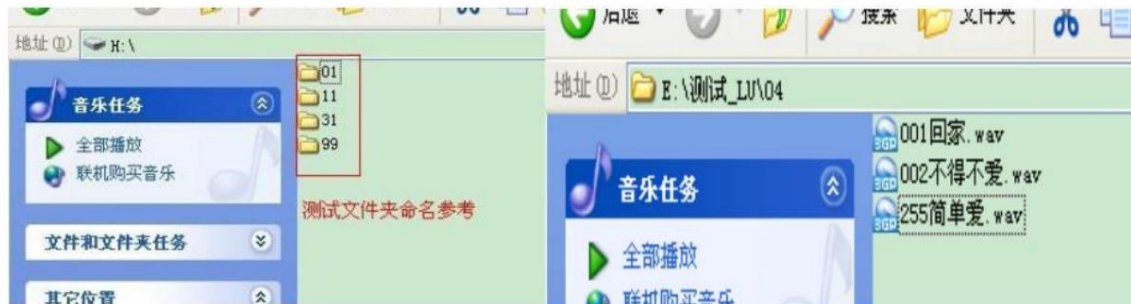 地址(D) H:\
音乐任务
全部播放
联机购买音乐
文件和文件夹任务
其它位置
01
11
31
99
测试文件夹命名参考
后退
搜索
文件夹
地址(D) E:\测试_LU\04
音乐任务
全部播放
联机购买音乐
001回家.wav
002不得不爱.wav
255简单爱.wav